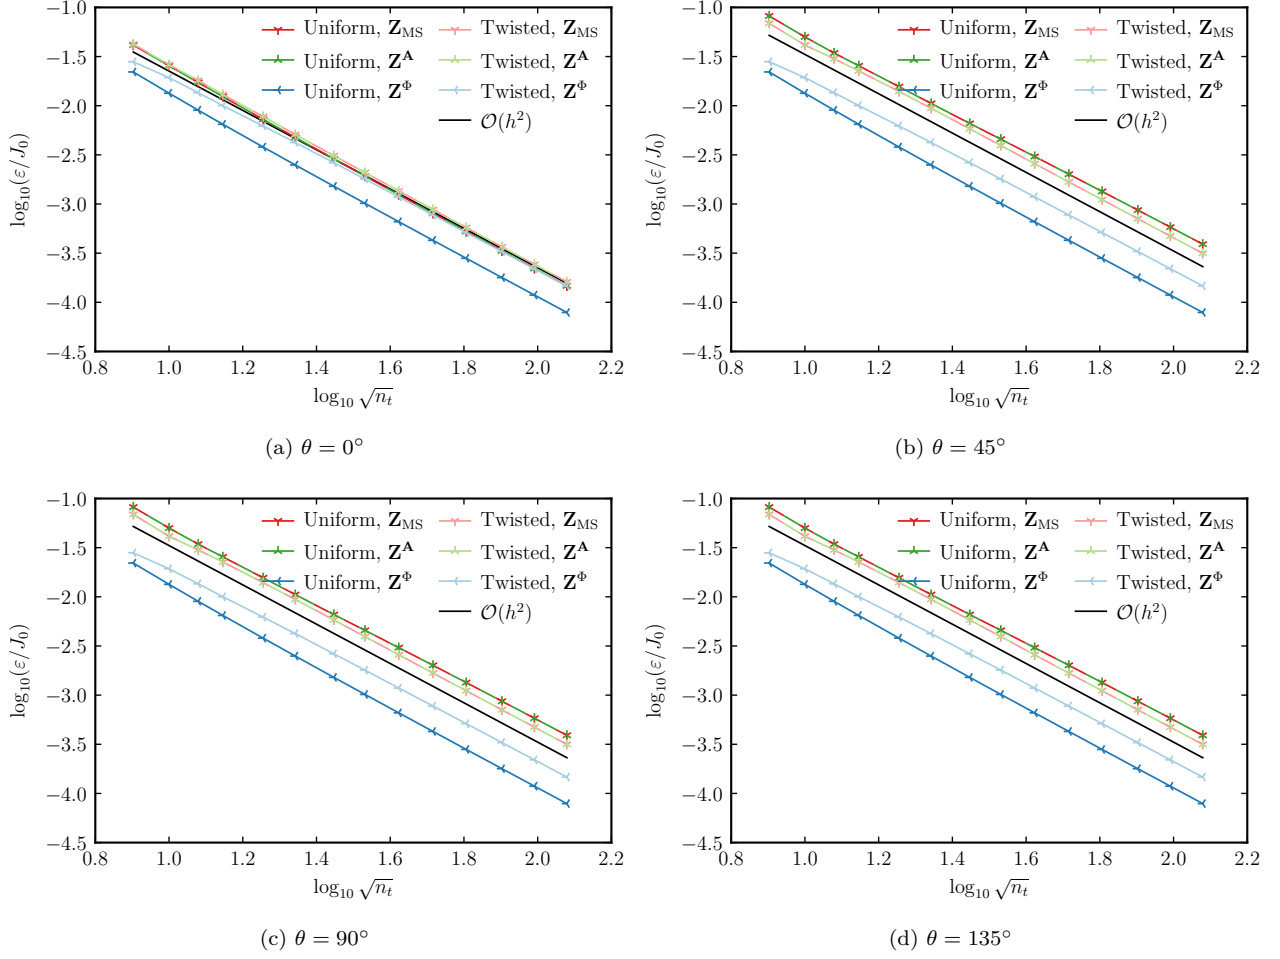 −1.0
−1.5
−2.0
−2.5
−3.0
−3.5
−4.0
−4.5
log₁₀(ε/J₀)
0.8 1.0 1.2 1.4 1.6 1.8 2.0 2.2
log₁₀ √nₜ
Uniform, Z_MS
Uniform, Z^A
Uniform, Z^Φ
Twisted, Z_MS
Twisted, Z^A
Twisted, Z^Φ
𝒪(h²)
(a) θ = 0°
−1.0
−1.5
−2.0
−2.5
−3.0
−3.5
−4.0
−4.5
log₁₀(ε/J₀)
0.8 1.0 1.2 1.4 1.6 1.8 2.0 2.2
log₁₀ √nₜ
Uniform, Z_MS
Uniform, Z^A
Uniform, Z^Φ
Twisted, Z_MS
Twisted, Z^A
Twisted, Z^Φ
𝒪(h²)
(b) θ = 45°
−1.0
−1.5
−2.0
−2.5
−3.0
−3.5
−4.0
−4.5
log₁₀(ε/J₀)
0.8 1.0 1.2 1.4 1.6 1.8 2.0 2.2
log₁₀ √nₜ
Uniform, Z_MS
Uniform, Z^A
Uniform, Z^Φ
Twisted, Z_MS
Twisted, Z^A
Twisted, Z^Φ
𝒪(h²)
(c) θ = 90°
−1.0
−1.5
−2.0
−2.5
−3.0
−3.5
−4.0
−4.5
log₁₀(ε/J₀)
0.8 1.0 1.2 1.4 1.6 1.8 2.0 2.2
log₁₀ √nₜ
Uniform, Z_MS
Uniform, Z^A
Uniform, Z^Φ
Twisted, Z_MS
Twisted, Z^A
Twisted, Z^Φ
𝒪(h²)
(d) θ = 135°